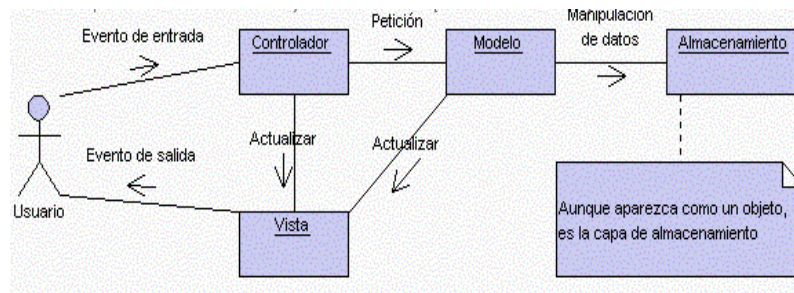 Evento de entrada
Controlador
Petición
Modelo
Manipulación
de datos
Almacenamiento
Actualizar
Actualizar
Evento de salida
Usuario
Vista
Aunque aparezca como un objeto,
es la capa de almacenamiento